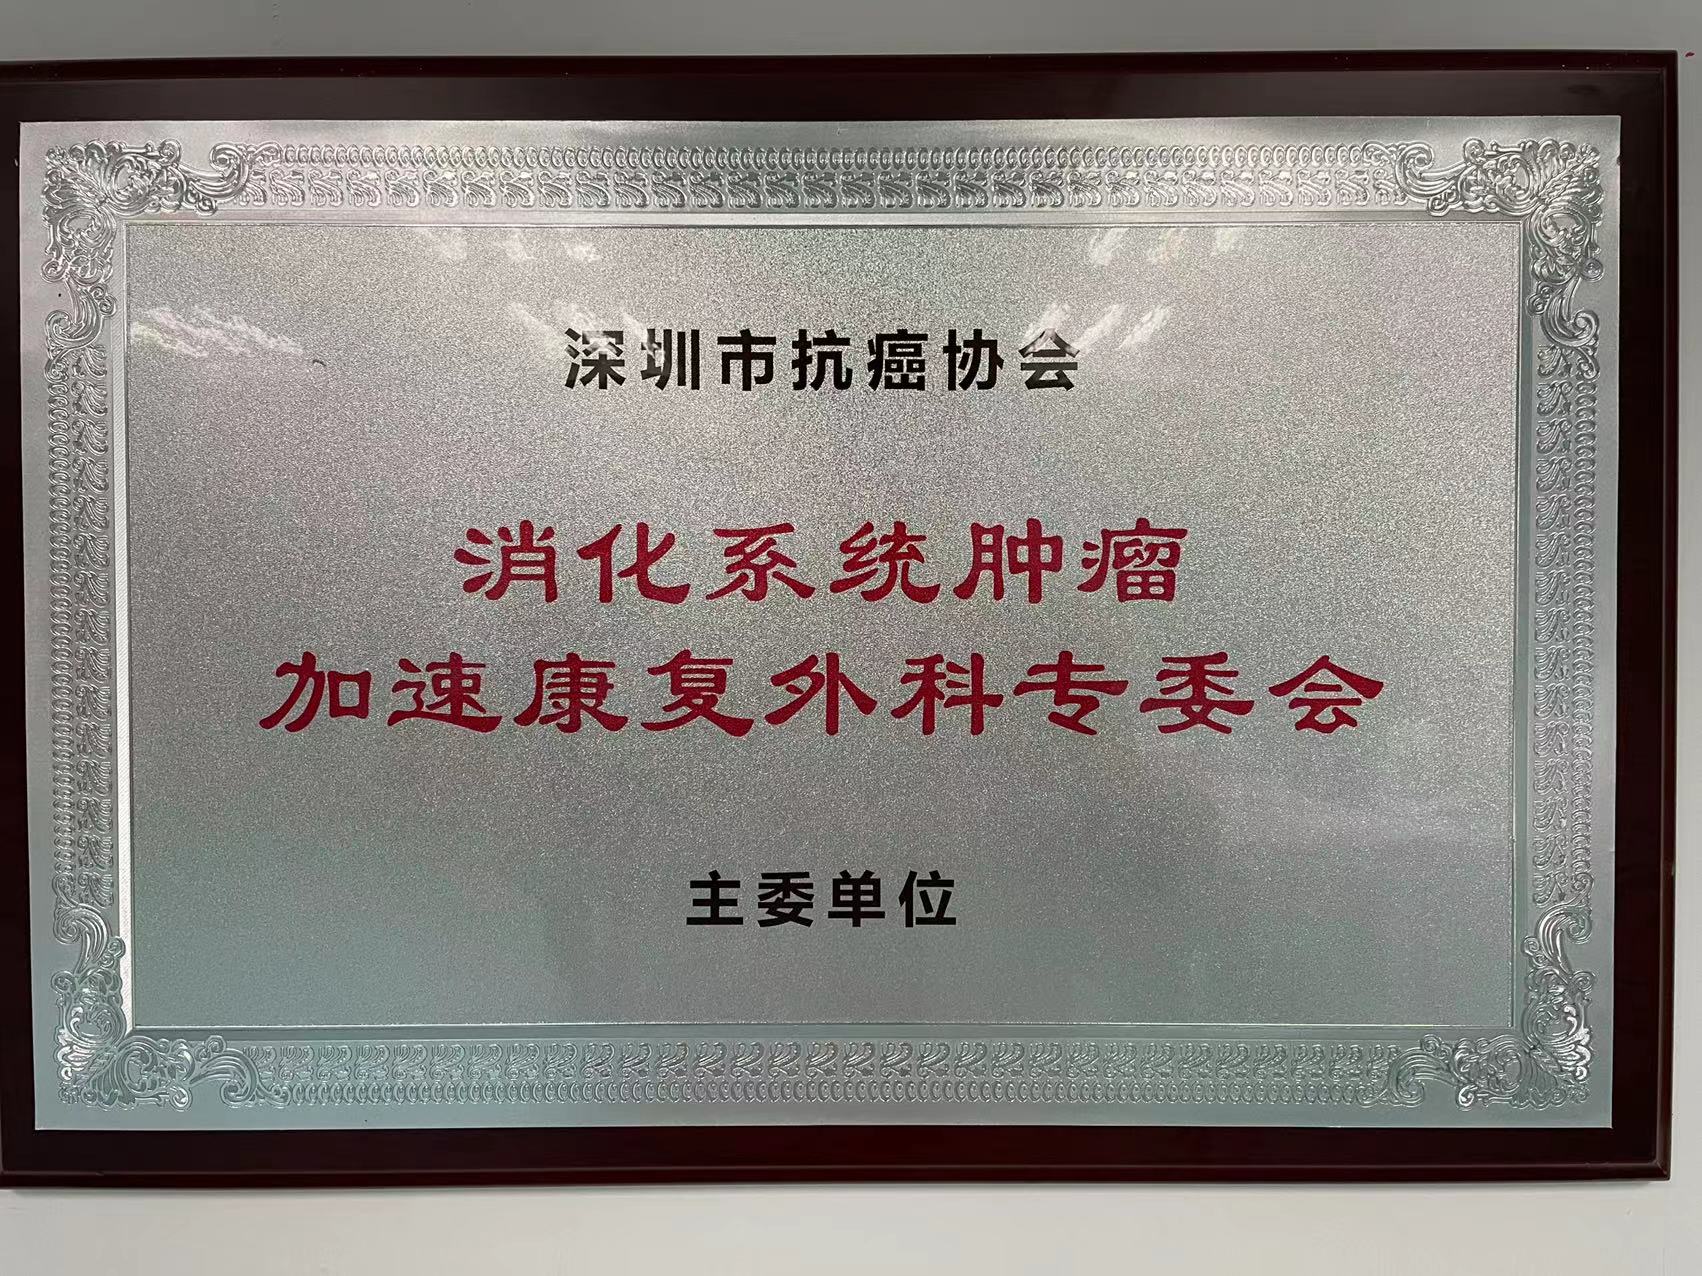 深圳市抗癌协会
消化系统肿瘤
加速康复外科专委会
主委单位